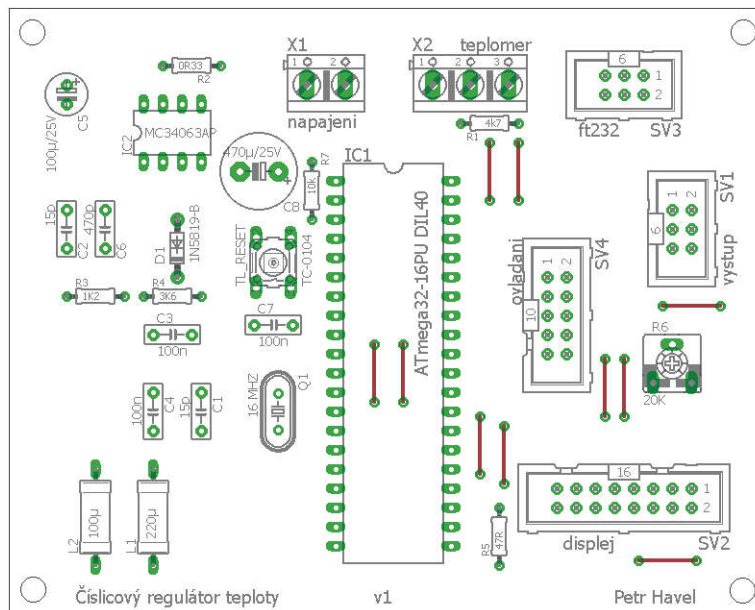 X1
1
2
napajeni
X2
teplomer
1
2
3
6
1
2
ft232
SV3
0R33
R2
100µ/25V
C5
IC2
MC34063AP
470µ/25V
C8
R7
10k
IC1
ATmega32-16PU DIL40
R1
4k7
SV1
1
2
6
vystup
15p
C2
470p
C6
D1
1N5819-B
TL_RESET
TC-0104
ovladani
SV4
1
2
10
R3
1K2
R4
3K6
C3
100n
C7
100n
R6
20K
100n
C4
15p
C1
16 MHZ
Q1
L2
100µ
L1
220µ
R5
47R
16
1
2
displej
SV2
Číslicový regulátor teploty
v1
Petr Havel